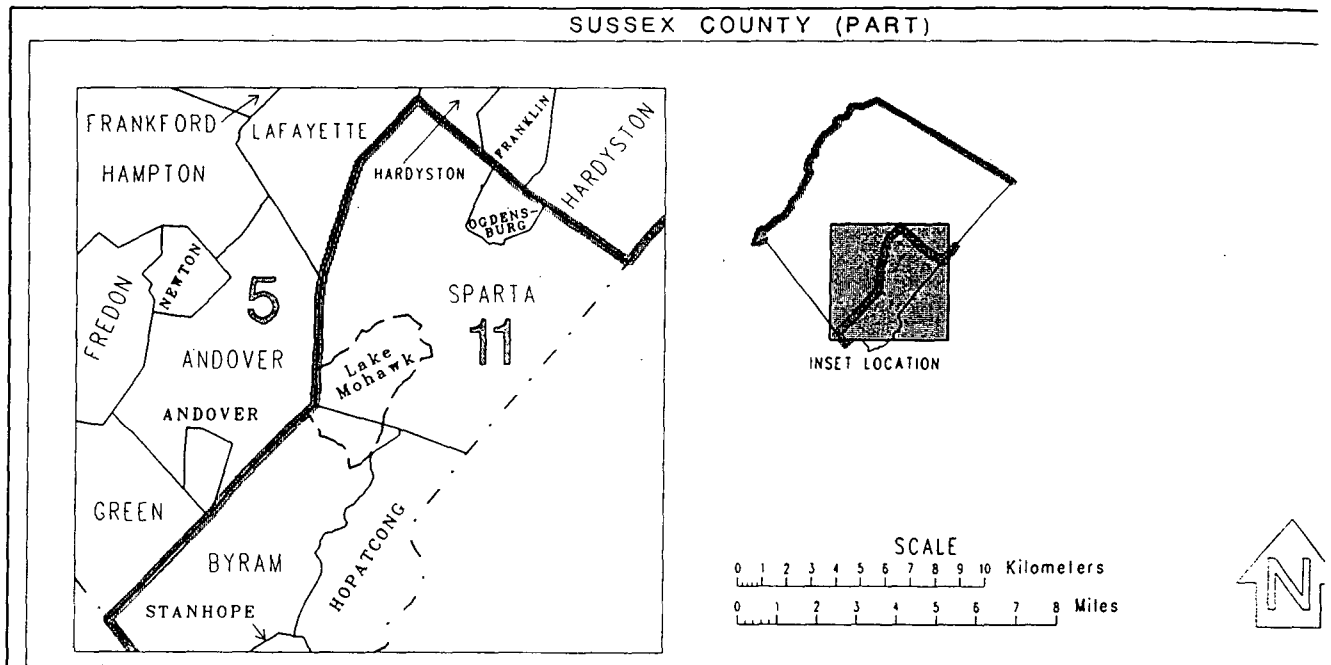 SUSSEX COUNTY (PART)
FRANKFORD
LAFAYETTE
HAMPTON
HARDYSTON
FRANKLIN
HARDYSTON
OGDENS-
BURG
NEWTON
FREDON
5
SPARTA
11
ANDOVER
Lake
Mohawk
ANDOVER
GREEN
BYRAM
HOPATCONG
STANHOPE
INSET LOCATION
SCALE
0 1 2 3 4 5 6 7 8 9 10 Kilometers
0 1 2 3 4 5 6 7 8 Miles
N